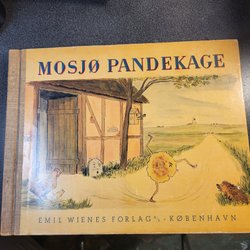 MOSJØ PANDEKAGE
EMIL WIENES FORLAG A/S - KØBENHAVN